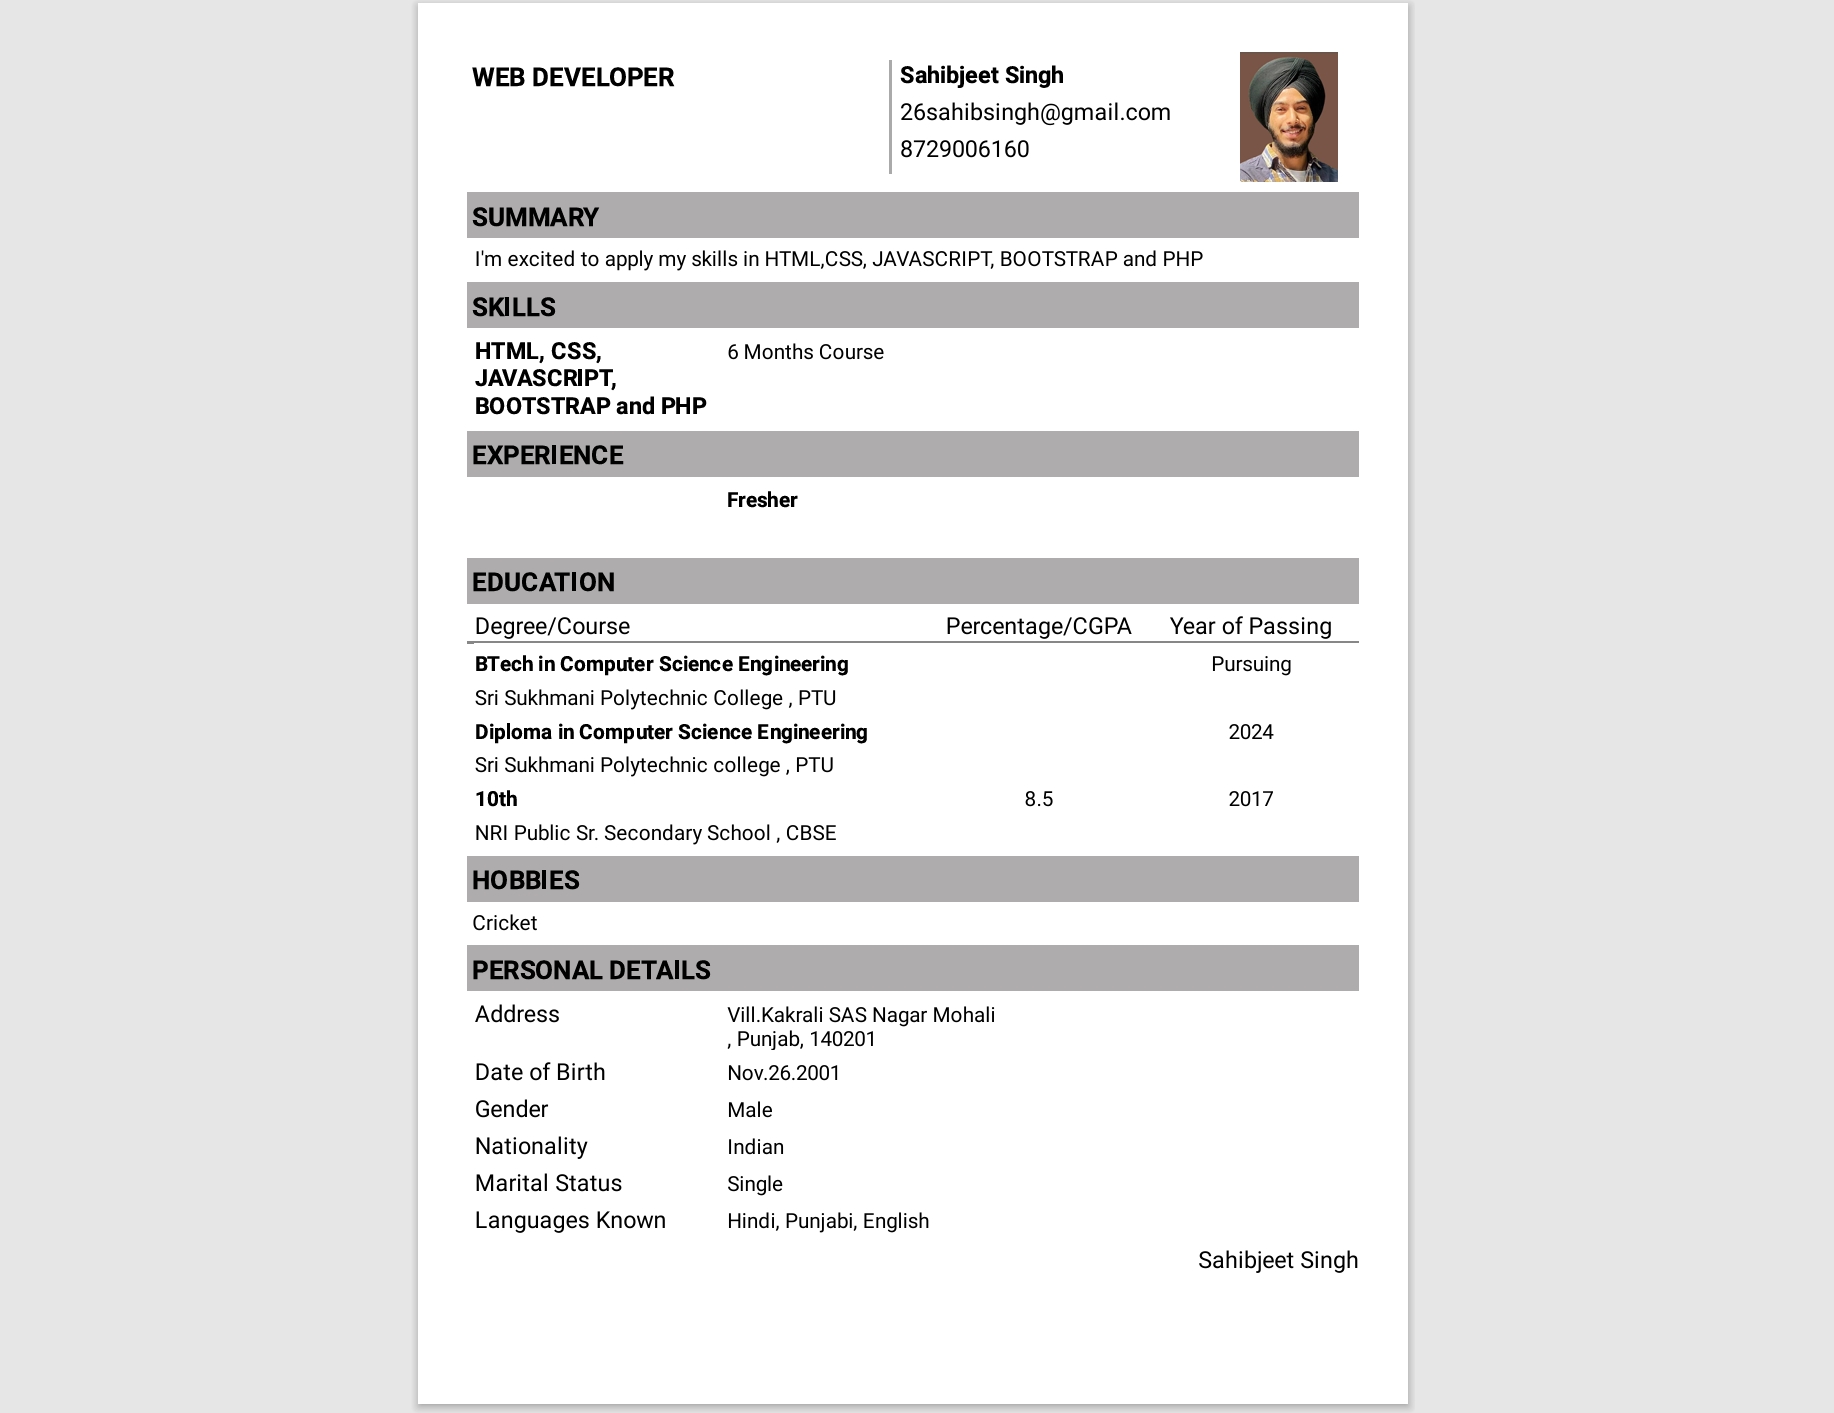 WEB DEVELOPER
Sahibjeet Singh
26sahibsingh@gmail.com
8729006160
SUMMARY
I'm excited to apply my skills in HTML,CSS, JAVASCRIPT, BOOTSTRAP and PHP
SKILLS
HTML, CSS, 6 Months Course
JAVASCRIPT,
BOOTSTRAP and PHP
EXPERIENCE
Fresher
EDUCATION
Degree/Course Percentage/CGPA Year of Passing
BTech in Computer Science Engineering Pursuing
Sri Sukhmani Polytechnic College , PTU
Diploma in Computer Science Engineering 2024
Sri Sukhmani Polytechnic college , PTU
10th 8.5 2017
NRI Public Sr. Secondary School , CBSE
HOBBIES
Cricket
PERSONAL DETAILS
Address Vill.Kakrali SAS Nagar Mohali
, Punjab, 140201
Date of Birth Nov.26.2001
Gender Male
Nationality Indian
Marital Status Single
Languages Known Hindi, Punjabi, English
Sahibjeet Singh